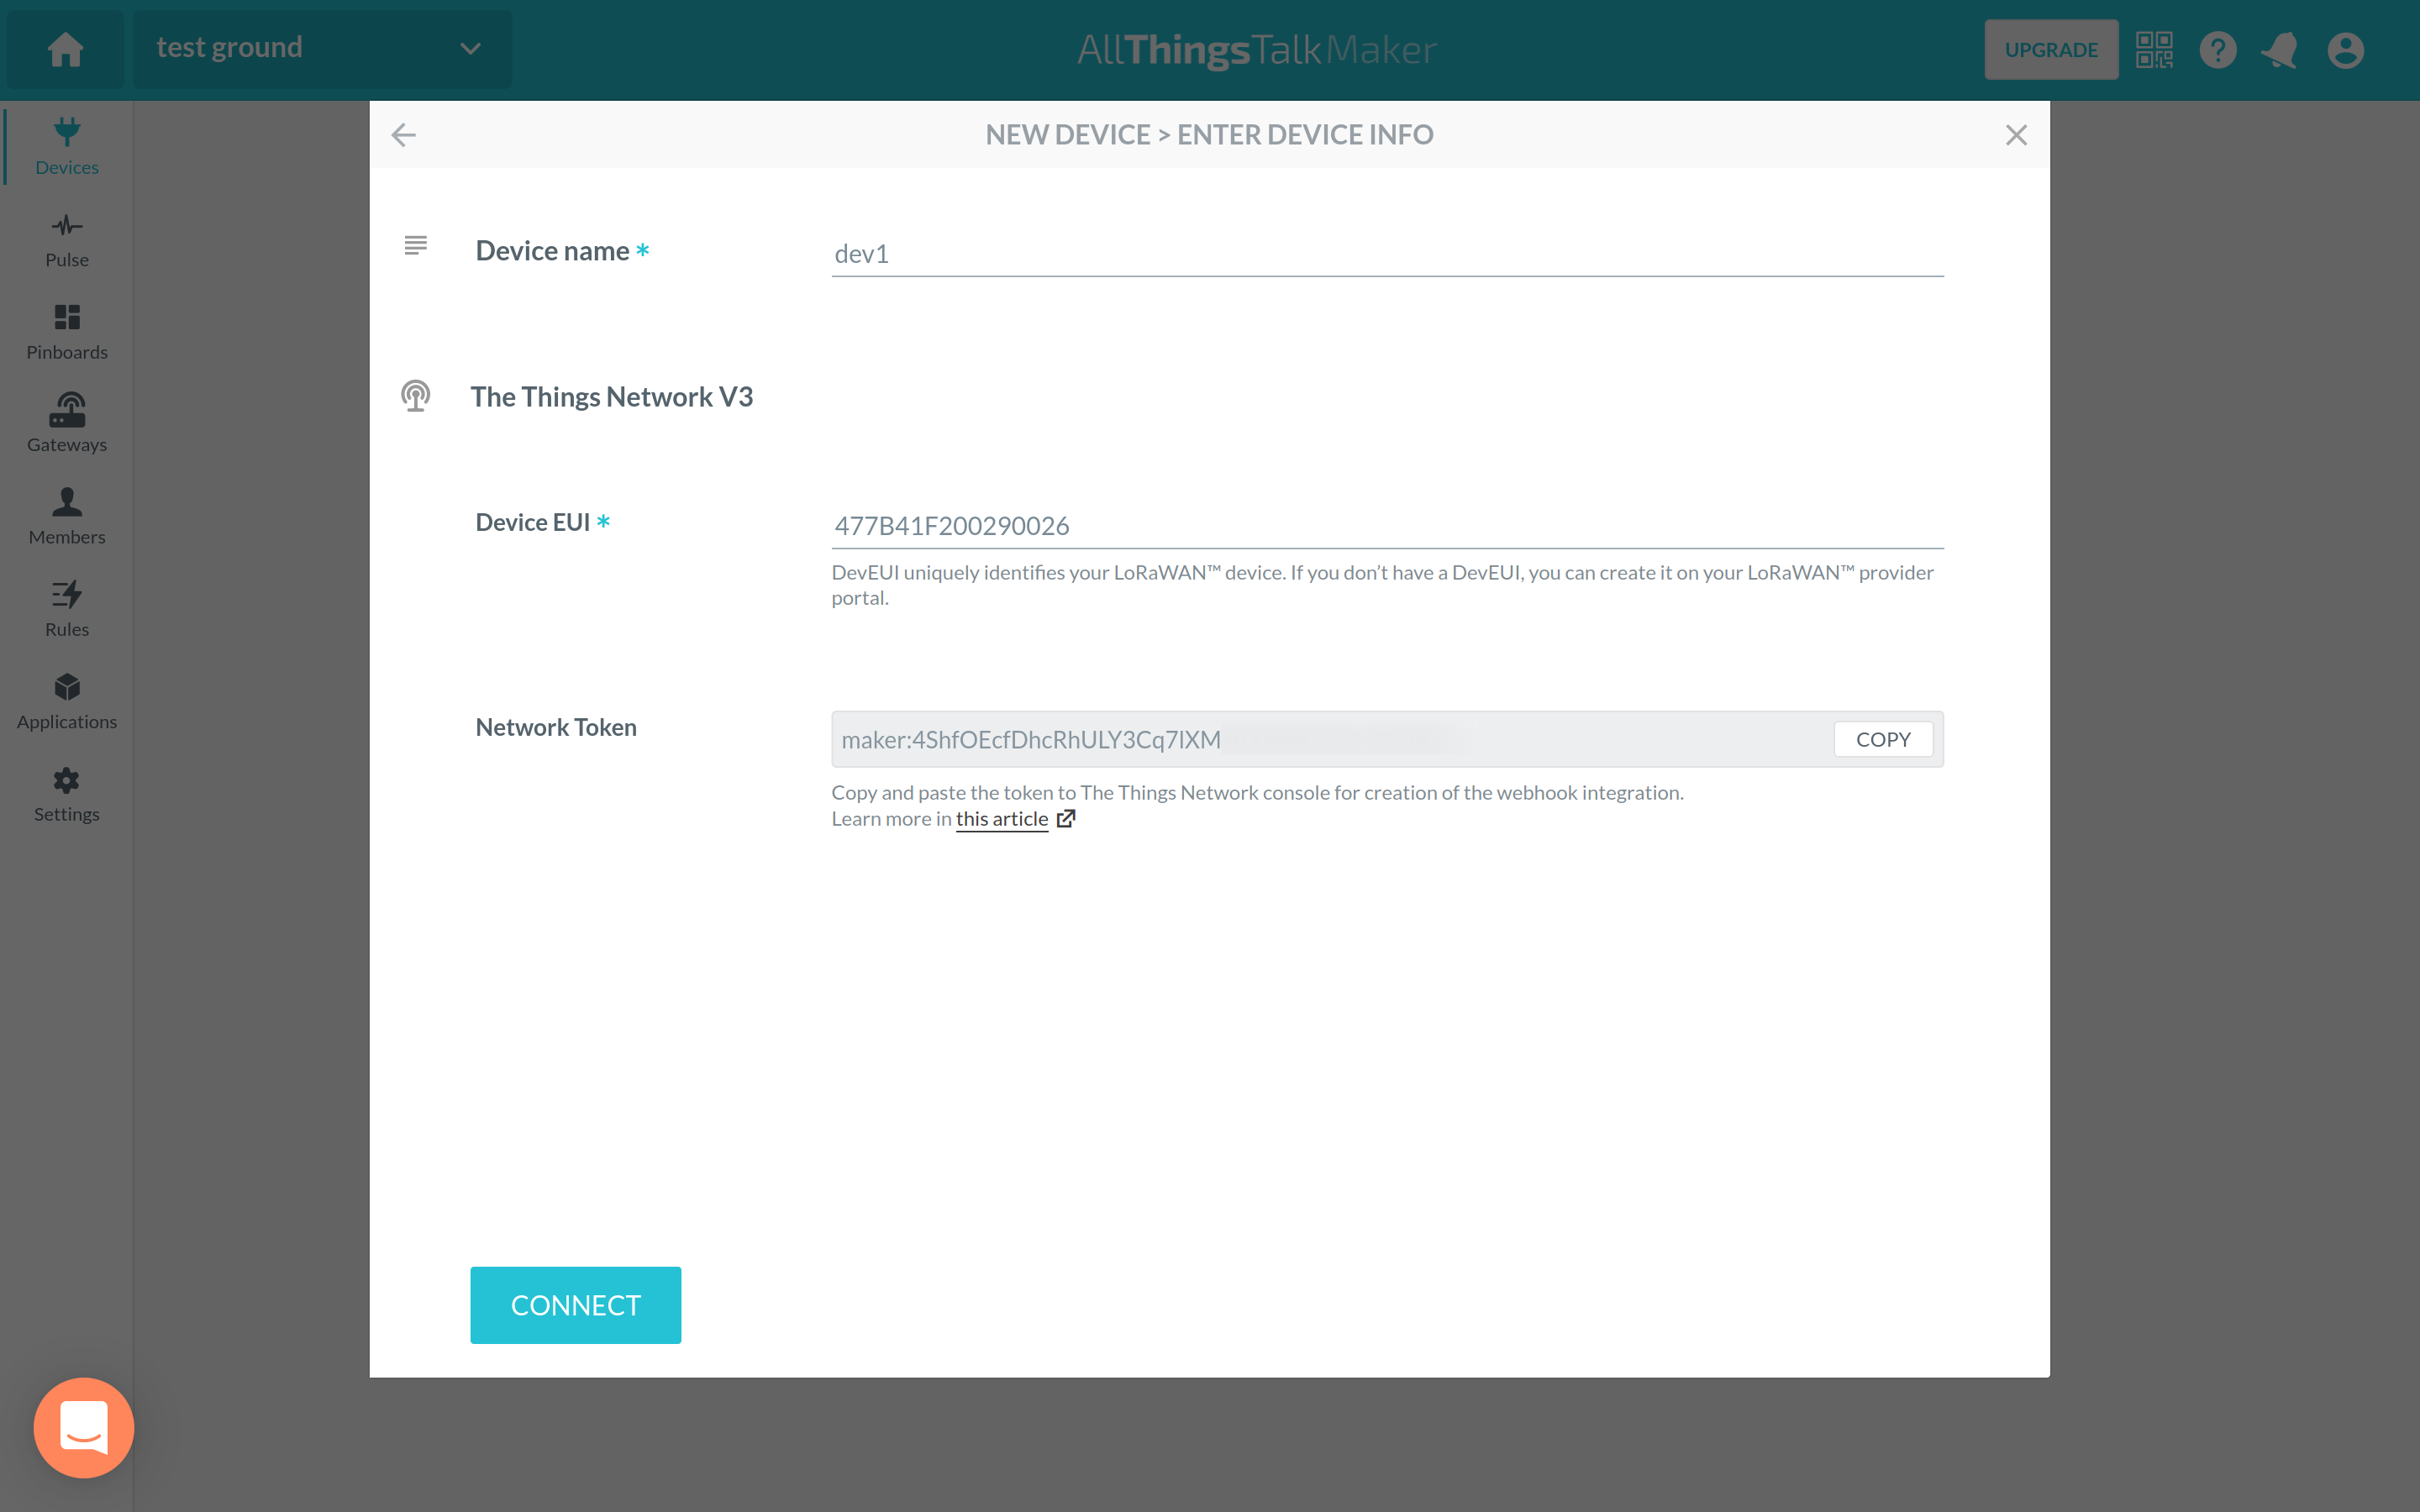 test ground
AllThingsTalkMaker
UPGRADE
Devices
Pulse
Pinboards
Gateways
Members
Rules
Applications
Settings
NEW DEVICE > ENTER DEVICE INFO
Device name *
dev1
The Things Network V3
Device EUI *
477B41F200290026
DevEUI uniquely identifies your LoRaWAN™ device. If you don’t have a DevEUI, you can create it on your LoRaWAN™ provider
portal.
Network Token
maker:4ShfOEcfDhcRhULY3Cq7IXM
COPY
Copy and paste the token to The Things Network console for creation of the webhook integration.
Learn more in this article
CONNECT